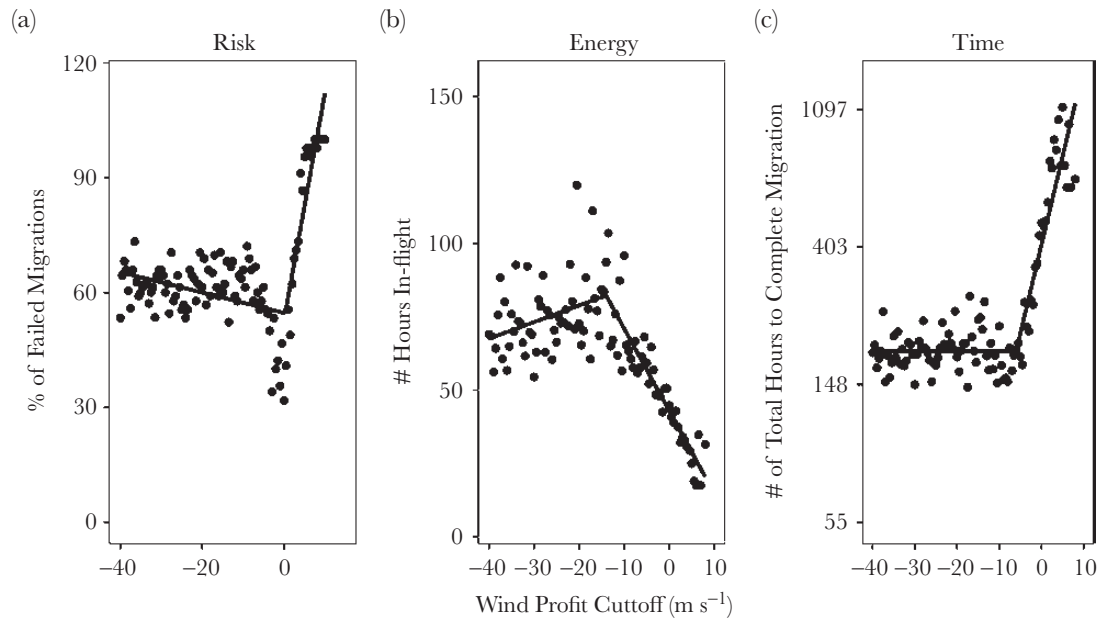 (a)
Risk
% of Failed Migrations
120
90
60
30
0
−40 −20 0
(b)
Energy
# Hours In-flight
150
100
50
0
−40 −30 −20 −10 0 10
Wind Profit Cuttoff (m s⁻¹)
(c)
Time
# of Total Hours to Complete Migration
1097
403
148
55
−40 −30 −20 −10 0 10